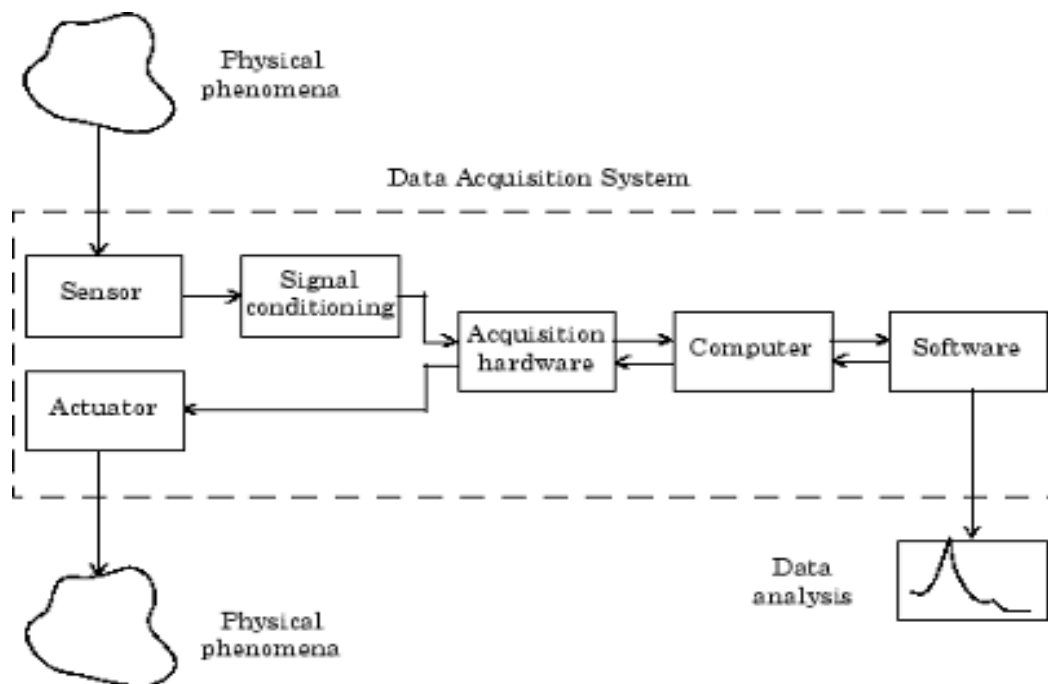 Physical
phenomena
Data Acquisition System
Sensor
Signal
conditioning
Acquisition
hardware
Computer
Software
Actuator
Data
analysis
Physical
phenomena